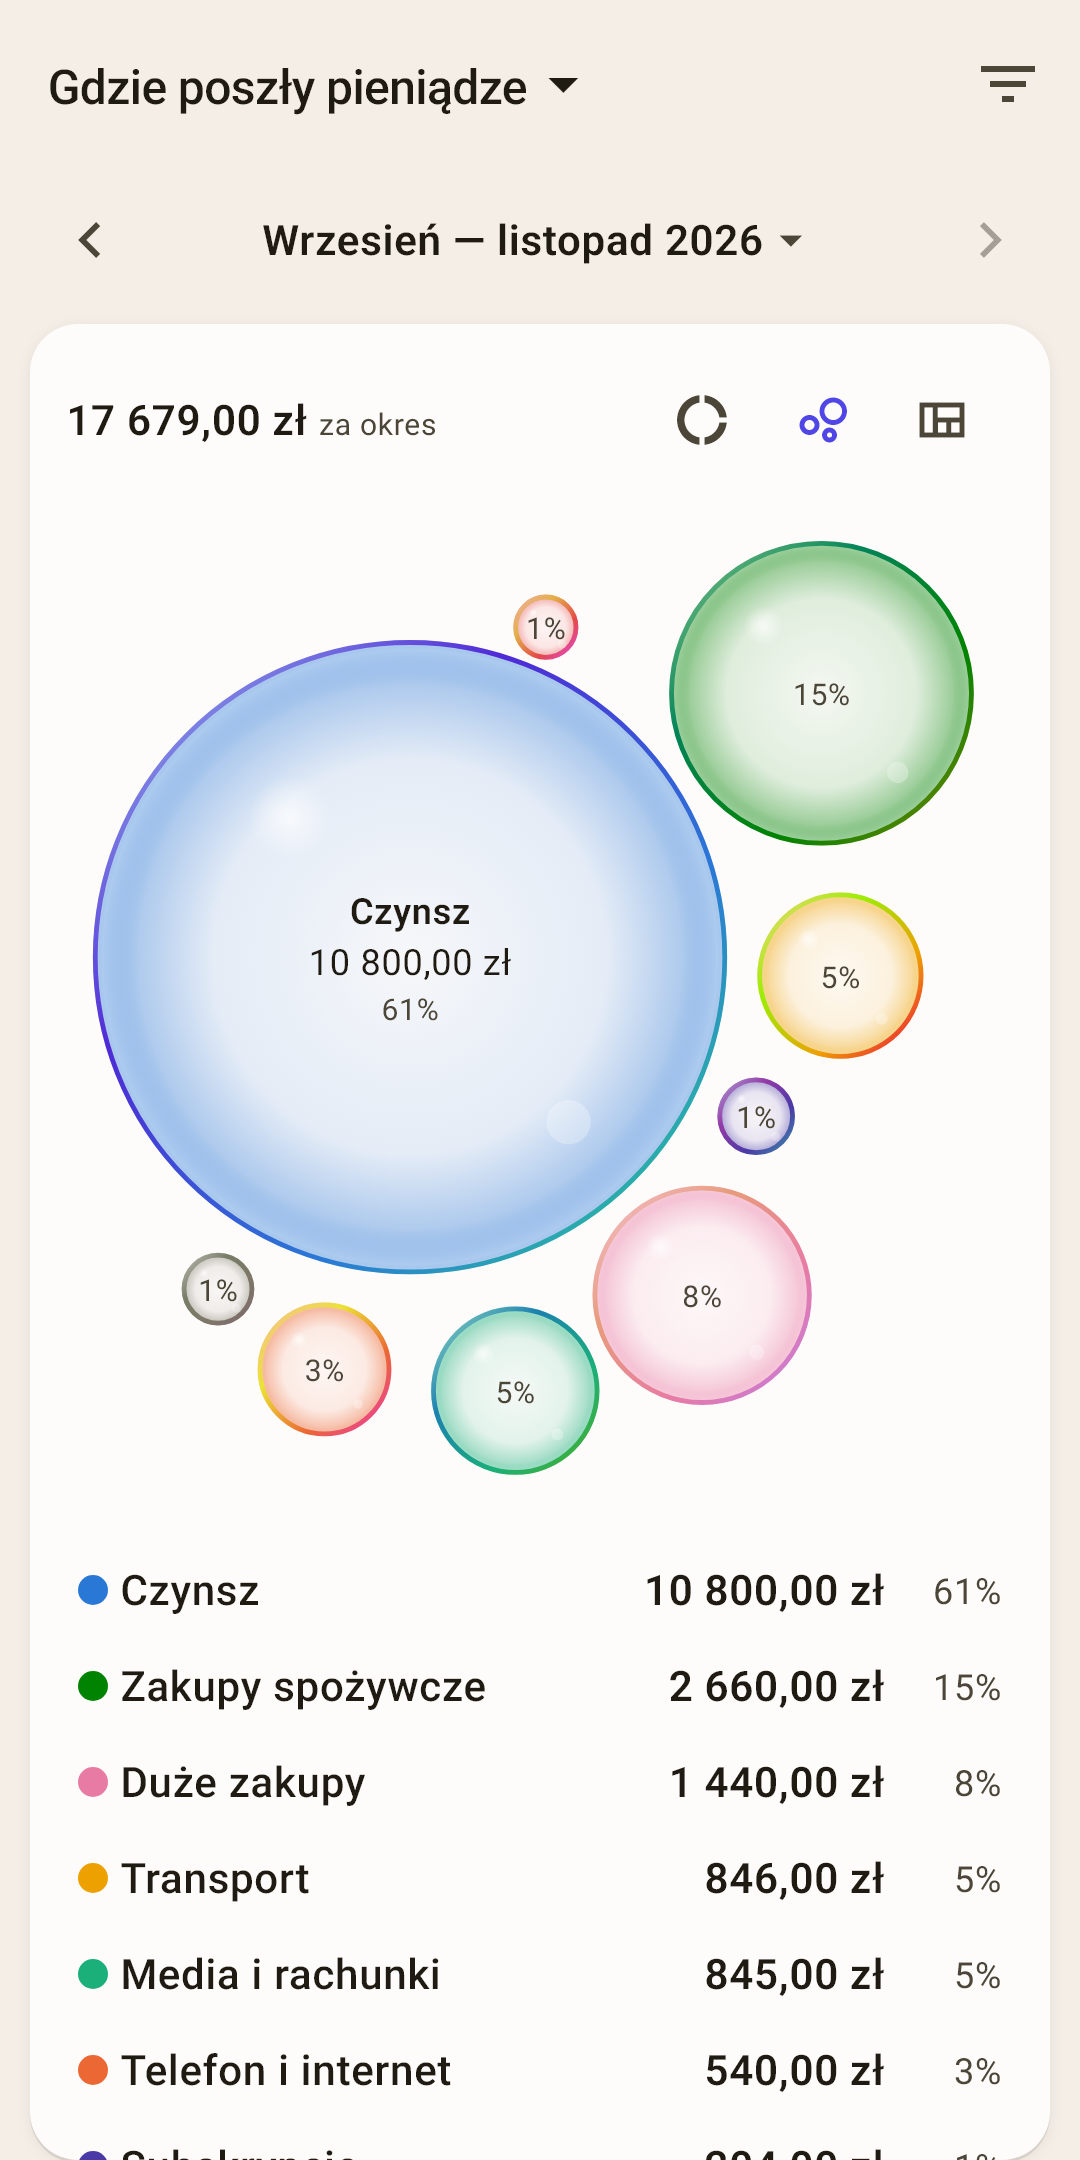 Gdzie poszły pieniądze
Wrzesień — listopad 2026
17 679,00 zł za okres
1%
15%
Czynsz
10 800,00 zł
61%
5%
1%
8%
1%
3%
5%
Czynsz 10 800,00 zł 61%
Zakupy spożywcze 2 660,00 zł 15%
Duże zakupy 1 440,00 zł 8%
Transport 846,00 zł 5%
Media i rachunki 845,00 zł 5%
Telefon i internet 540,00 zł 3%